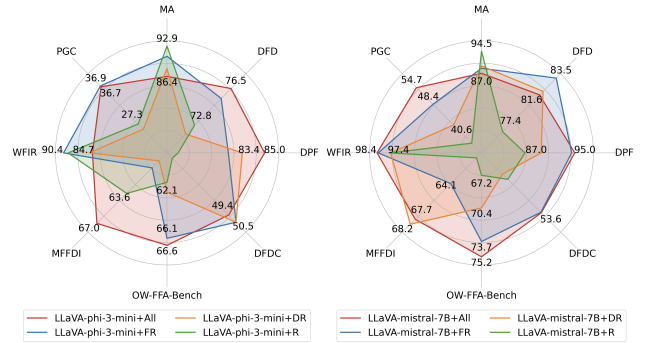 MA
92.9
PGC
DFD
36.9
36.7
86.4
76.5
27.3
72.8
WFIR
90.4
84.7
83.4
85.0
DPF
62.1
63.6
49.4
67.0
66.1
50.5
66.6
MFFDI
DFDC
OW-FFA-Bench
LLaVA-phi-3-mini+All
LLaVA-phi-3-mini+DR
LLaVA-phi-3-mini+FR
LLaVA-phi-3-mini+R
MA
94.5
PGC
DFD
54.7
87.0
83.5
48.4
81.6
40.6
77.4
WFIR
98.4
97.4
87.0
95.0
DPF
64.1
67.2
67.7
70.4
53.6
68.2
73.7
75.2
MFFDI
DFDC
OW-FFA-Bench
LLaVA-mistral-7B+All
LLaVA-mistral-7B+DR
LLaVA-mistral-7B+FR
LLaVA-mistral-7B+R